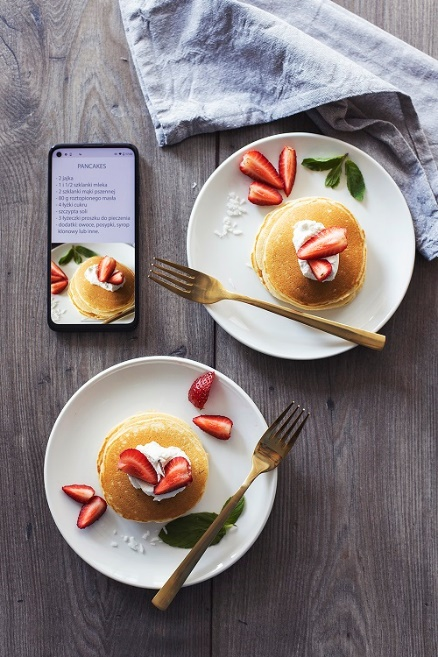 PANCAKES
- 2 jajka
- 1 i 1/2 szklanki mleka
- 2 szklanki mąki pszennej
- 60 g roztopionego masła
- 4 łyżki cukru
- szczypta soli
- 3 łyżeczki proszku do pieczenia
- dodatki: owoce, posypki, syrop
klonowy lub inne,